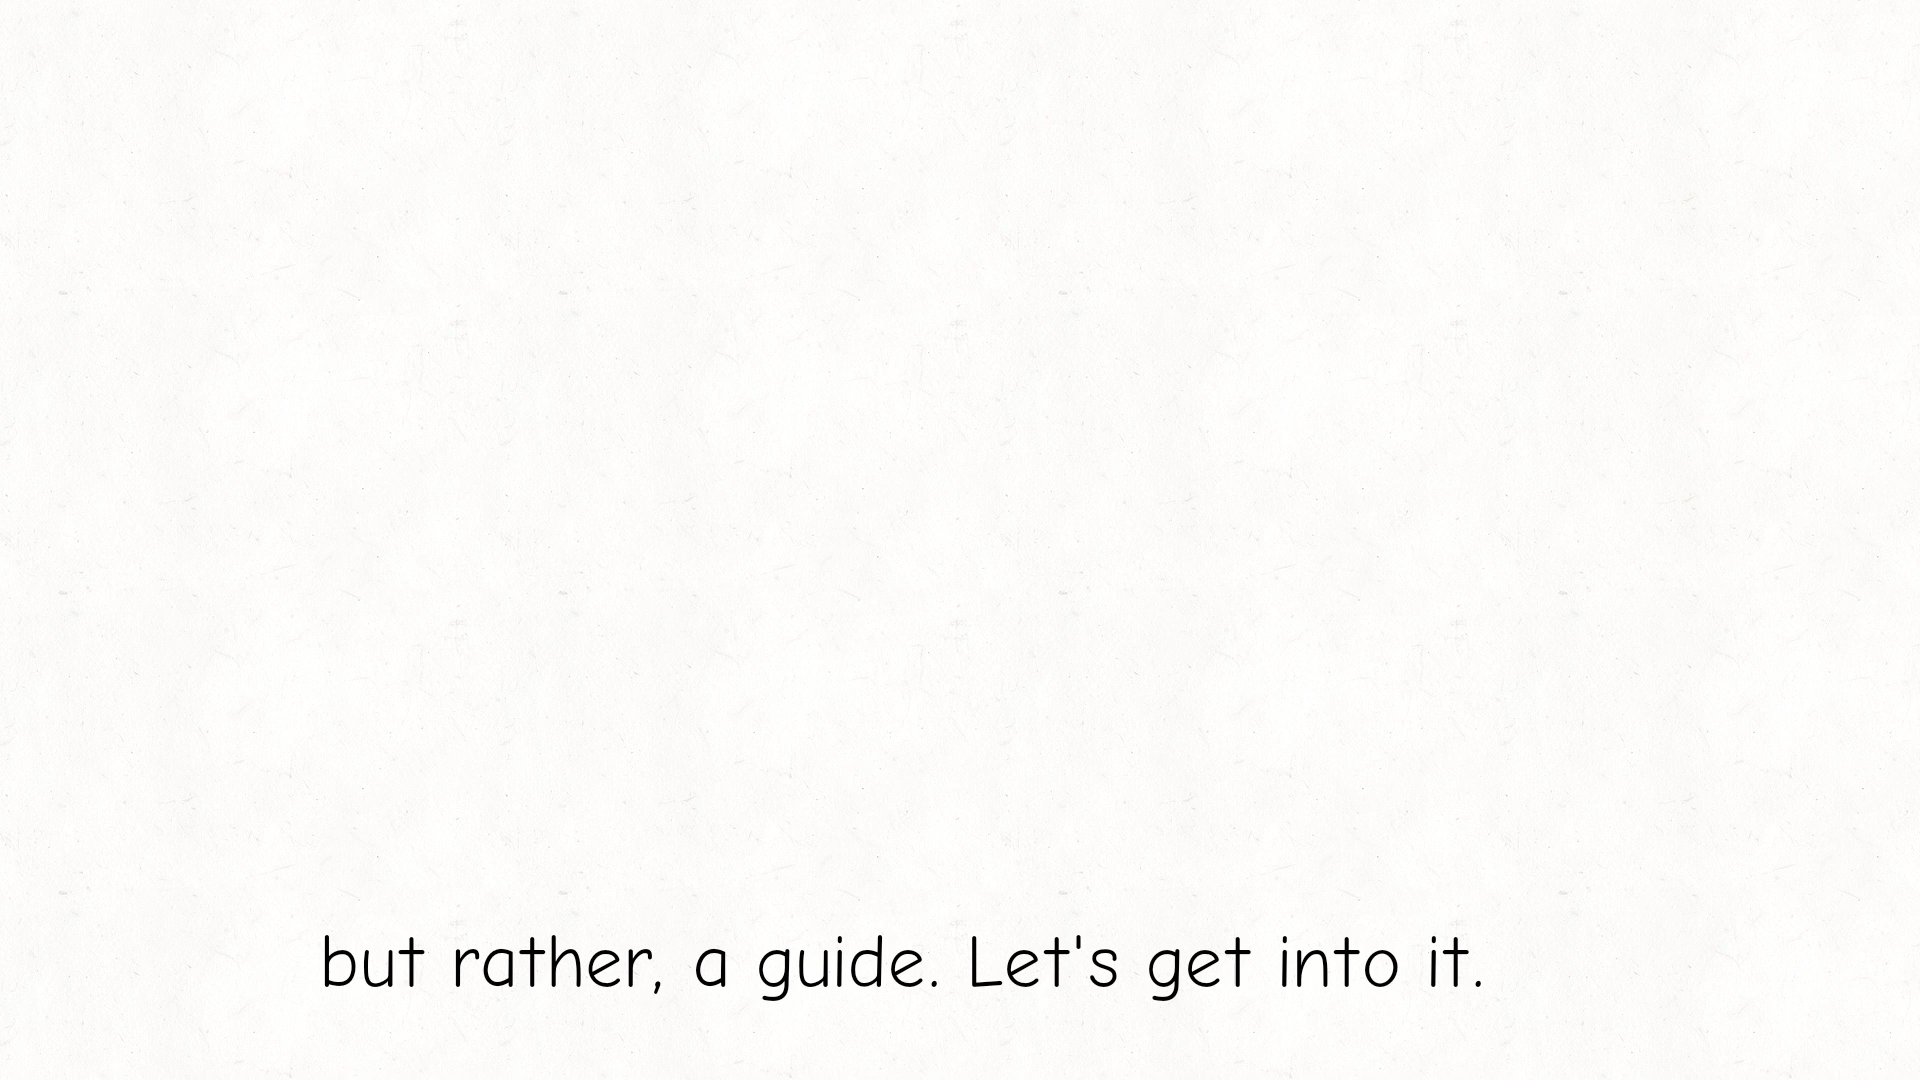 but rather, a guide. Let's get into it.